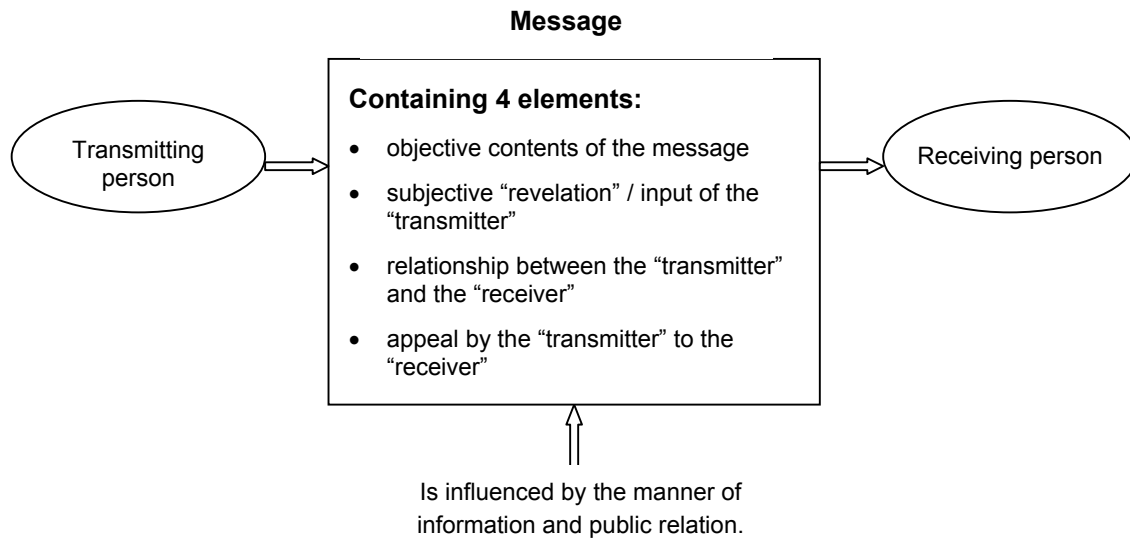 Message
Transmitting
person
Containing 4 elements:
• objective contents of the message
• subjective “revelation” / input of the
“transmitter”
• relationship between the “transmitter”
and the “receiver”
• appeal by the “transmitter” to the
“receiver”
Receiving person
Is influenced by the manner of
information and public relation.